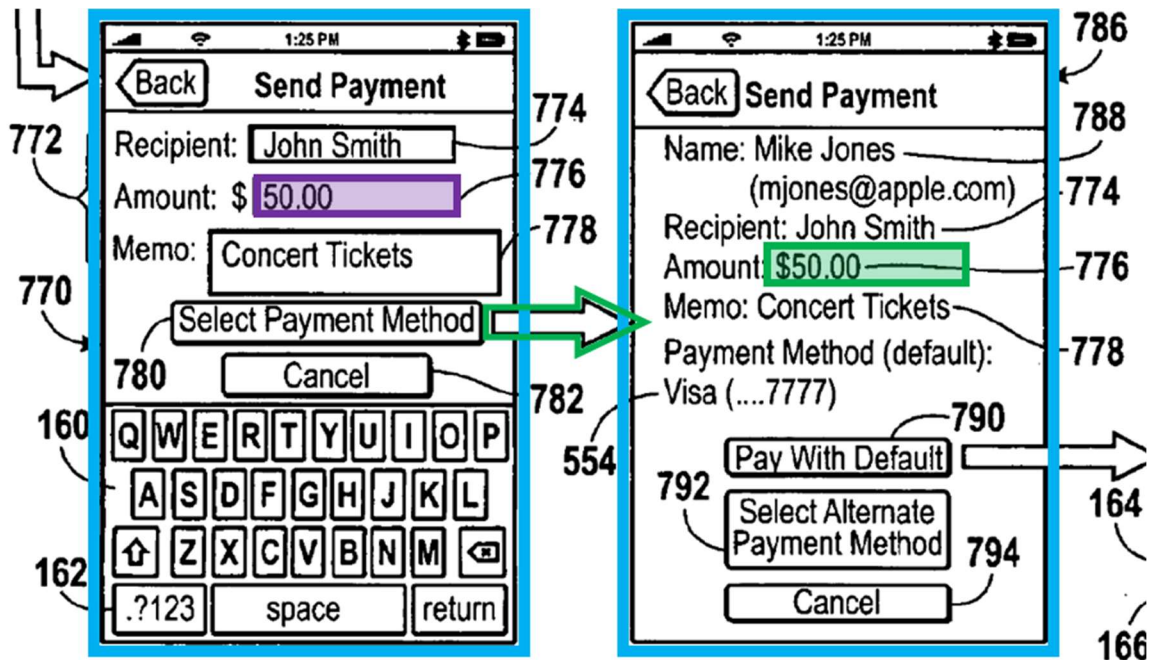 1:25 PM
Back Send Payment
Recipient: John Smith
Amount: $ 50.00
Memo: Concert Tickets
Select Payment Method
Cancel
Q W E R T Y U I O P
A S D F G H J K L
Z X C V B N M
.?123 space return
772
770
780
160
162
774
776
778
782
1:25 PM
Back Send Payment
Name: Mike Jones
(mjones@apple.com)
Recipient: John Smith
Amount: $50.00
Memo: Concert Tickets
Payment Method (default):
Visa (....7777)
Pay With Default
Select Alternate
Payment Method
Cancel
786
788
774
776
778
554
790
792
794
164
166